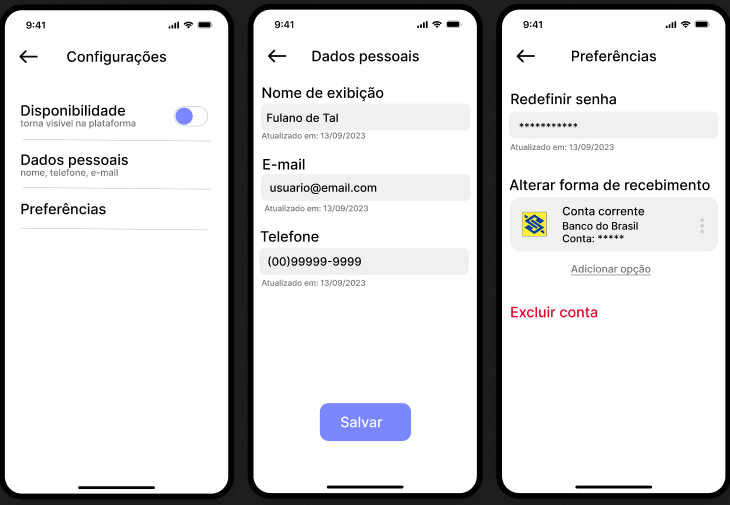 9:41
Configurações
Disponibilidade
torna visível na plataforma
Dados pessoais
nome, telefone, e-mail
Preferências
9:41
Dados pessoais
Nome de exibição
Fulano de Tal
Atualizado em: 13/09/2023
E-mail
usuario@email.com
Atualizado em: 13/09/2023
Telefone
(00)99999-9999
Atualizado em: 13/09/2023
Salvar
9:41
Preferências
Redefinir senha
***********
Atualizado em: 13/09/2023
Alterar forma de recebimento
Conta corrente
Banco do Brasil
Conta: *****
Adicionar opção
Excluir conta